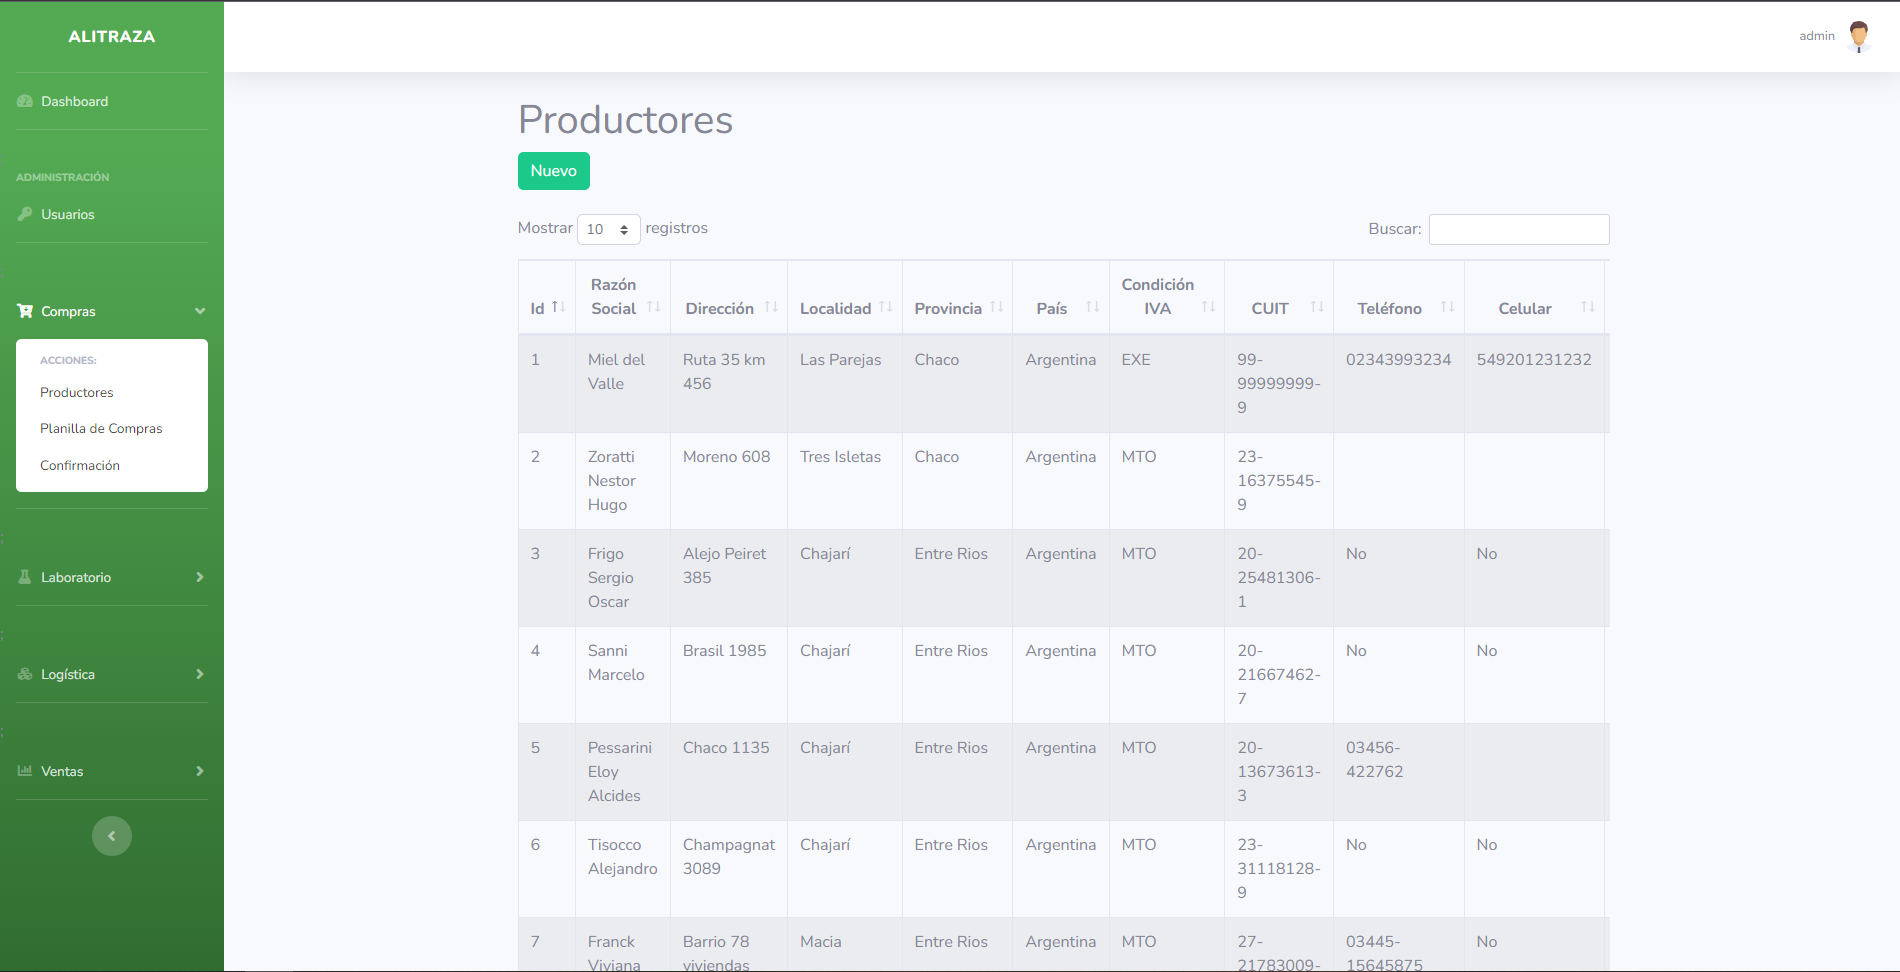 ALITRAZA
admin
Dashboard
ADMINISTRACIÓN
Usuarios
;
Compras
ACCIONES:
Productores
Planilla de Compras
Confirmación
;
Laboratorio
;
Logística
;
Ventas
Productores
Nuevo
Mostrar 10 registros
Buscar:
Id Razón Social Dirección Localidad Provincia País Condición IVA CUIT Teléfono Celular
1 Miel del Valle Ruta 35 km 456 Las Parejas Chaco Argentina EXE 99-99999999-9 02343993234 549201231232
2 Zoratti Nestor Hugo Moreno 608 Tres Isletas Chaco Argentina MTO 23-16375545-9
3 Frigo Sergio Oscar Alejo Peiret 385 Chajarí Entre Rios Argentina MTO 20-25481306-1 No No
4 Sanni Marcelo Brasil 1985 Chajarí Entre Rios Argentina MTO 20-21667462-7 No No
5 Pessarini Eloy Alcides Chaco 1135 Chajarí Entre Rios Argentina MTO 20-13673613-3 03456-422762
6 Tisocco Alejandro Champagnat 3089 Chajarí Entre Rios Argentina MTO 23-31118128-9 No No
7 Franck Viviana Barrio 78 viviendas Macia Entre Rios Argentina MTO 27-21783009- 03445-15645875 No